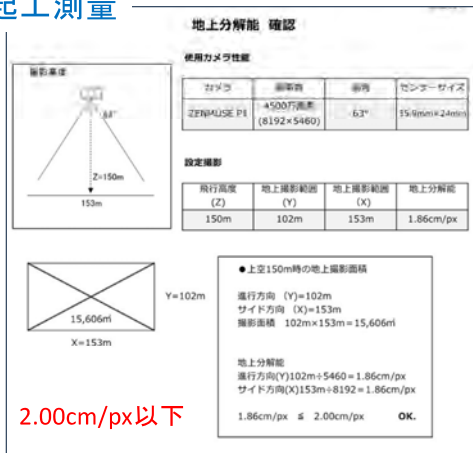 起工測量
地上分解能 確認
使用カメラ性能
撮影高度
カメラ 画素数 画角 センサーサイズ
ZENMUSE P1 4500万画素 (8192×5460) 63° 35.9mm×24mm
63°
Z=150m
153m
設定撮影
飛行高度 (Z) 地上撮影範囲 (Y) 地上撮影範囲 (X) 地上分解能
150m 102m 153m 1.86cm/px
15,606㎡
Y=102m
X=153m
●上空150m時の地上撮影面積
進行方向 (Y)=102m
サイド方向 (X)=153m
撮影面積 102m×153m=15,606㎡
地上分解能
進行方向(Y)102m÷5460=1.86cm/px
サイド方向(X)153m÷8192=1.86cm/px
1.86cm/px ≦ 2.00cm/px OK.
2.00cm/px以下